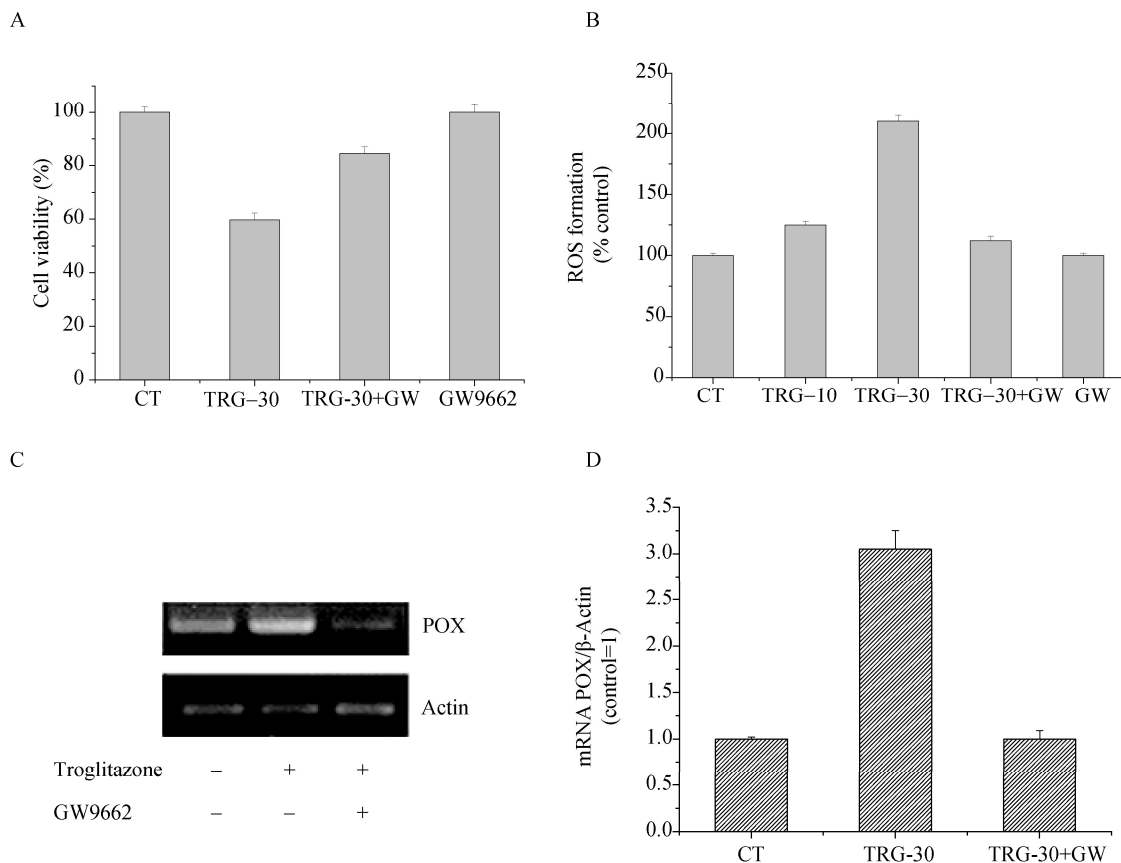 A
Cell viability (%)
100
80
60
40
20
0
CT TRG−30 TRG-30+GW GW9662
B
ROS formation
(% control)
250
200
150
100
50
0
CT TRG−10 TRG−30 TRG−30+GW GW
C
POX
Actin
Troglitazone − + +
GW9662 − − +
D
mRNA POX/β-Actin
(control=1)
3.5
3.0
2.5
2.0
1.5
1.0
0.5
0.0
CT TRG-30 TRG-30+GW